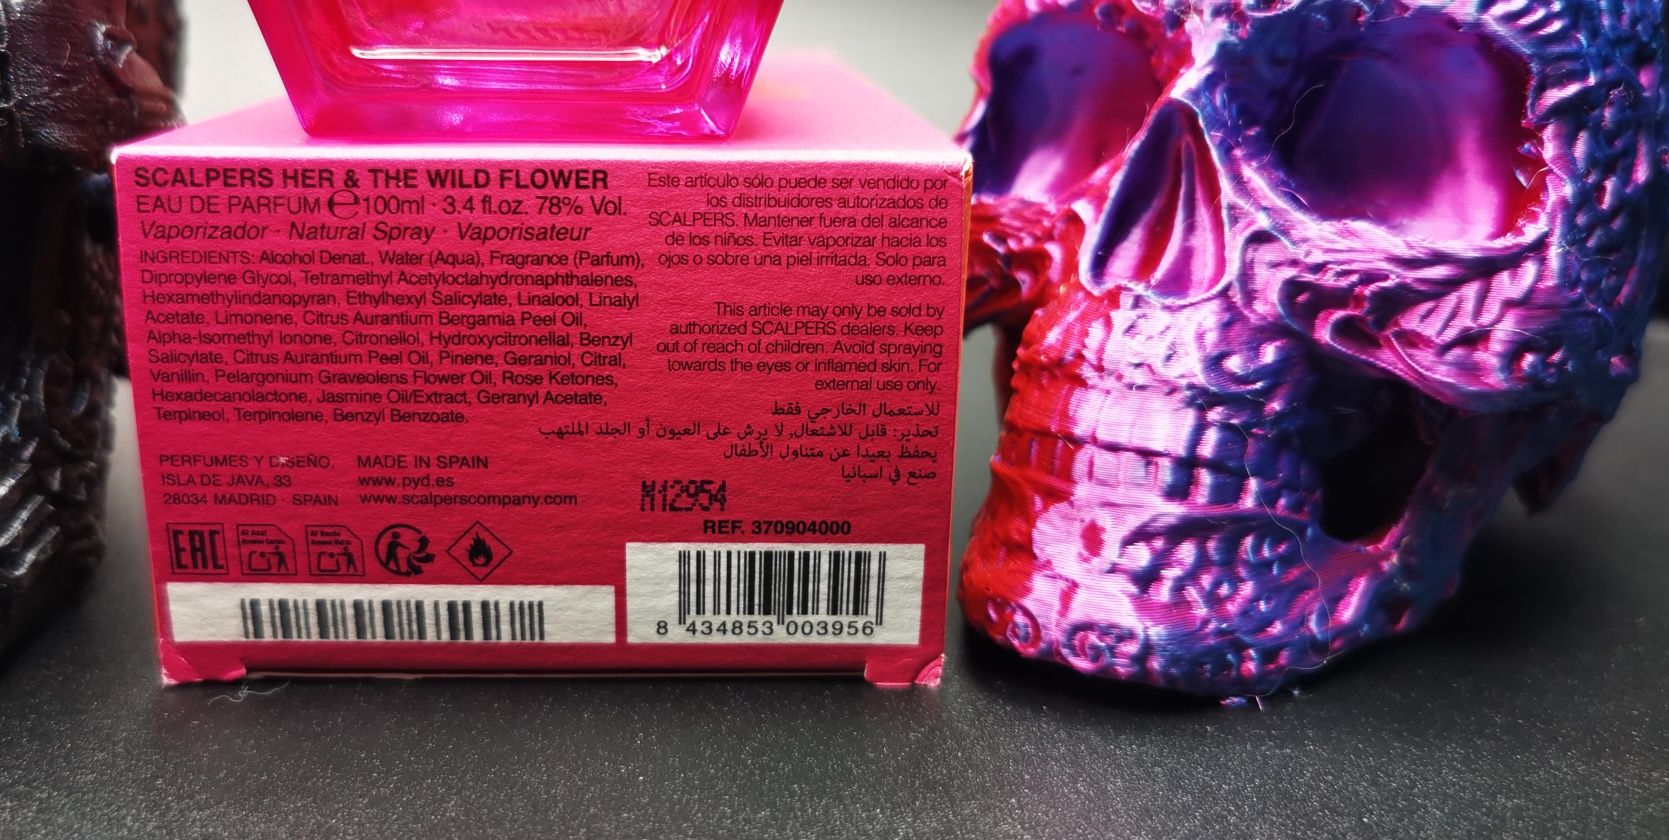 SCALPERS HER & THE WILD FLOWER
EAU DE PARFUM ℮100ml · 3.4 fl.oz. 78% Vol.
Vaporizador · Natural Spray · Vaporisateur
INGREDIENTS: Alcohol Denat., Water (Aqua), Fragrance (Parfum),
Dipropylene Glycol, Tetramethyl Acetyloctahydronaphthalenes,
Hexamethylindanopyran, Ethylhexyl Salicylate, Linalool, Linalyl
Acetate, Limonene, Citrus Aurantium Bergamia Peel Oil,
Alpha-Isomethyl Ionone, Citronellol, Hydroxycitronellal, Benzyl
Salicylate, Citrus Aurantium Peel Oil, Pinene, Geraniol, Citral,
Vanillin, Pelargonium Graveolens Flower Oil, Rose Ketones,
Hexadecanolactone, Jasmine Oil/Extract, Geranyl Acetate,
Terpineol, Terpinolene, Benzyl Benzoate.
PERFUMES Y DISEÑO.
ISLA DE JAVA, 33
28034 MADRID · SPAIN
MADE IN SPAIN
www.pyd.es
www.scalperscompany.com
Este artículo sólo puede ser vendido por
los distribuidores autorizados de
SCALPERS. Mantener fuera del alcance
de los niños. Evitar vaporizar hacia los
ojos o sobre una piel irritada. Solo para
uso externo.
This article may only be sold by
authorized SCALPERS dealers. Keep
out of reach of children. Avoid spraying
towards the eyes or inflamed skin. For
external use only.
للاستعمال الخارجي فقط
تحذير: قابل للاشتعال, لا يرش على العيون أو الجلد الملتهب
يحفظ بعيدا عن متناول الأطفال
صنع في اسبانيا
M12954
REF. 370904000
EAC
Al Azul
Al Verde
8 434853 003956